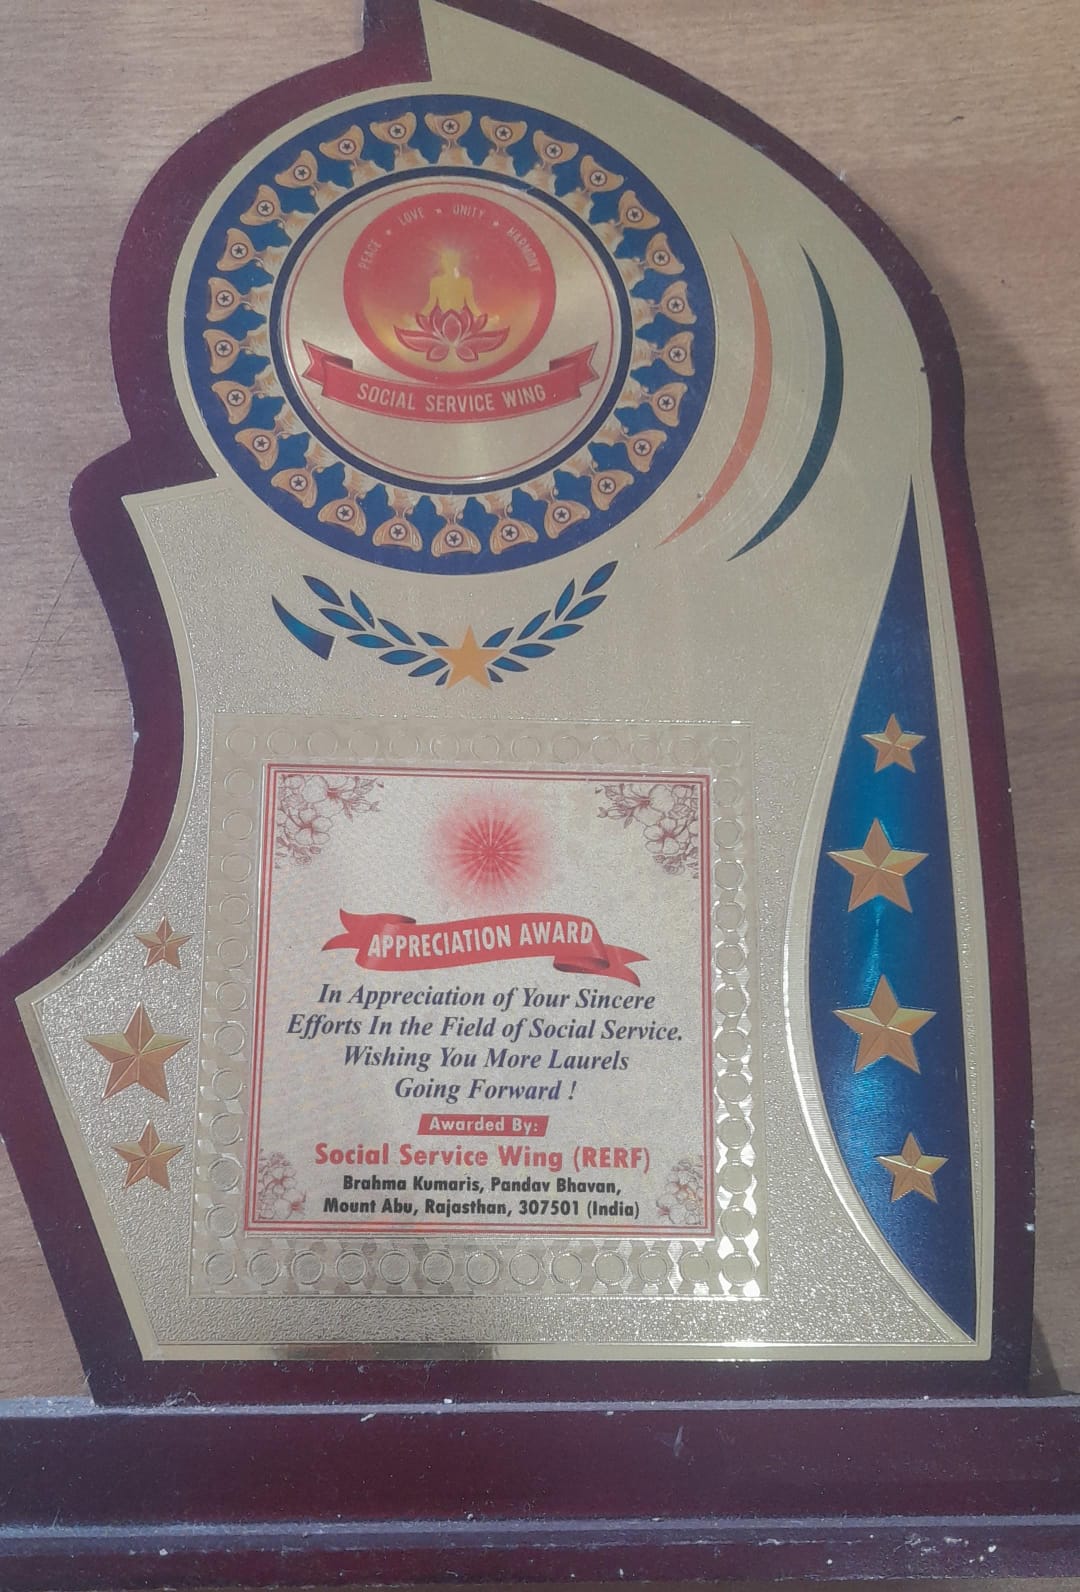 PEACE ★ LOVE ★ UNITY ★ HARMONY
SOCIAL SERVICE WING
APPRECIATION AWARD
In Appreciation of Your Sincere
Efforts In the Field of Social Service.
Wishing You More Laurels
Going Forward !
Awarded By:
Social Service Wing (RERF)
Brahma Kumaris, Pandav Bhavan,
Mount Abu, Rajasthan, 307501 (India)